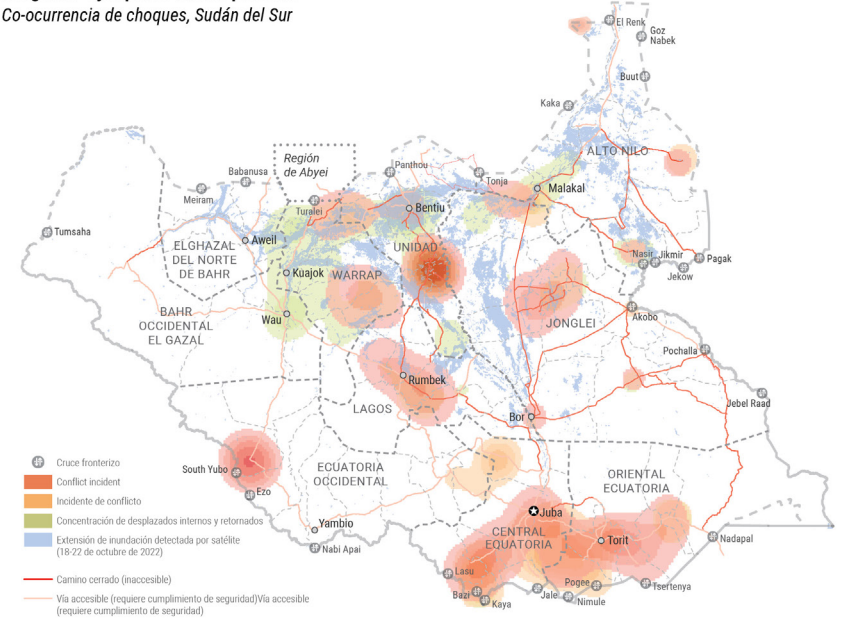 Co-ocurrencia de choques, Sudán del Sur
El Renk
Goz
Nabek
Buut
Kaka
ALTO NILO
Región
de Abyei
Panthou
Babanusa
Meiram
Turalei
Tonja
Malakal
Bentiu
Tumsaha
Aweil
UNIDAD
ELGHAZAL
DEL NORTE
DE BAHR
Nasir
Jikmir
Pagak
Jekow
Kuajok
WARRAP
BAHR
OCCIDENTAL
EL GAZAL
Wau
JONGLEI
Akobo
Pochalla
Rumbek
Jebel Raad
LAGOS
Bor
South Yubo
Ezo
ECUATORIA
OCCIDENTAL
ORIENTAL
ECUATORIA
Juba
Yambio
CENTRAL
EQUATORIA
Torit
Nadapal
Nabi Apai
Lasu
Bazi
Kaya
Jale
Pogee
Nimule
Tsertenya
Cruce fronterizo
Conflict incident
Incidente de conflicto
Concentración de desplazados internos y retornados
Extensión de inundación detectada por satélite
(18-22 de octubre de 2022)
Camino cerrado (inaccesible)
Vía accesible (requiere cumplimiento de seguridad)Vía accesible
(requiere cumplimiento de seguridad)